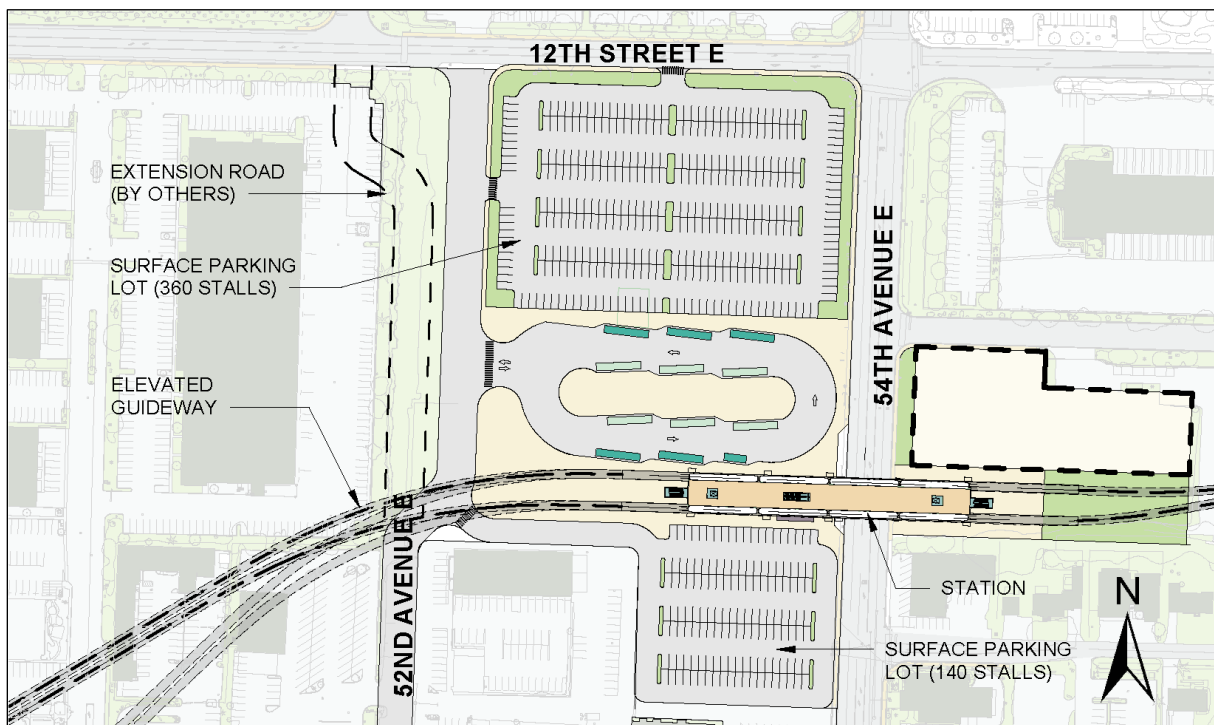 12TH STREET E
EXTENSION ROAD
(BY OTHERS)
SURFACE PARKING
LOT (360 STALLS)
54TH AVENUE E
ELEVATED
GUIDEWAY
52ND AVENUE E
STATION
N
SURFACE PARKING
LOT (140 STALLS)